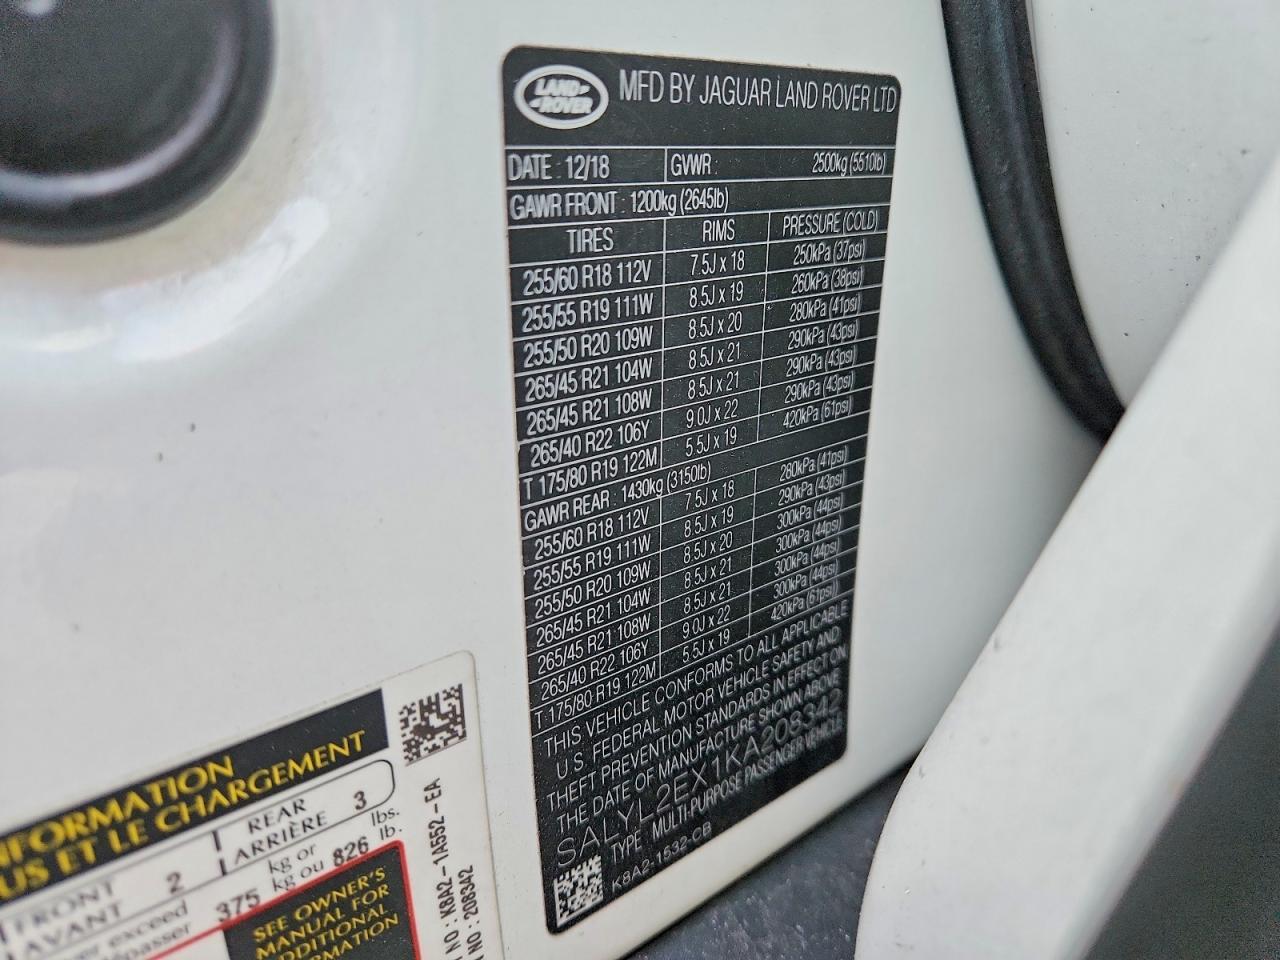 LAND-
-ROVER
MFD BY JAGUAR LAND ROVER LTD
DATE : 12/18 GVWR : 2500kg (5510lb)
GAWR FRONT : 1200kg (2645lb)
TIRES RIMS PRESSURE (COLD)
255/60 R18 112V 7.5J x 18 250kPa (37psi)
255/55 R19 111W 8.5J x 19 260kPa (38psi)
255/50 R20 109W 8.5J x 20 280kPa (41psi)
265/45 R21 104W 8.5J x 21 290kPa (43psi)
265/45 R21 108W 8.5J x 21 290kPa (43psi)
265/40 R22 106Y 9.0J x 22 290kPa (43psi)
T 175/80 R19 122M 5.5J x 19 420kPa (61psi)
GAWR REAR : 1430kg (3150lb)
255/60 R18 112V 7.5J x 18 280kPa (41psi)
255/55 R19 111W 8.5J x 19 290kPa (43psi)
255/50 R20 109W 8.5J x 20 300kPa (44psi)
265/45 R21 104W 8.5J x 21 300kPa (44psi)
265/45 R21 108W 8.5J x 21 300kPa (44psi)
265/40 R22 106Y 9.0J x 22 300kPa (44psi)
T 175/80 R19 122M 5.5J x 19 420kPa (61psi)
THIS VEHICLE CONFORMS TO ALL APPLICABLE
U.S. FEDERAL MOTOR VEHICLE SAFETY AND
THEFT PREVENTION STANDARDS IN EFFECT ON
THE DATE OF MANUFACTURE SHOWN ABOVE
SALYL2EX1KA208342
TYPE MULTI-PURPOSE PASSENGER VEHICLE
K8A2-1532-CB
NFORMATION
US ET LE CHARGEMENT
FRONT 2 REAR 3
AVANT ARRIÈRE
ver exceed 375 kg or 826 lbs.
dépasser kg ou lb.
SEE OWNER'S
MANUAL FOR
ADDITIONAL
ORMATION
T NO : K8A2-1A552-EA
N NO : 208342